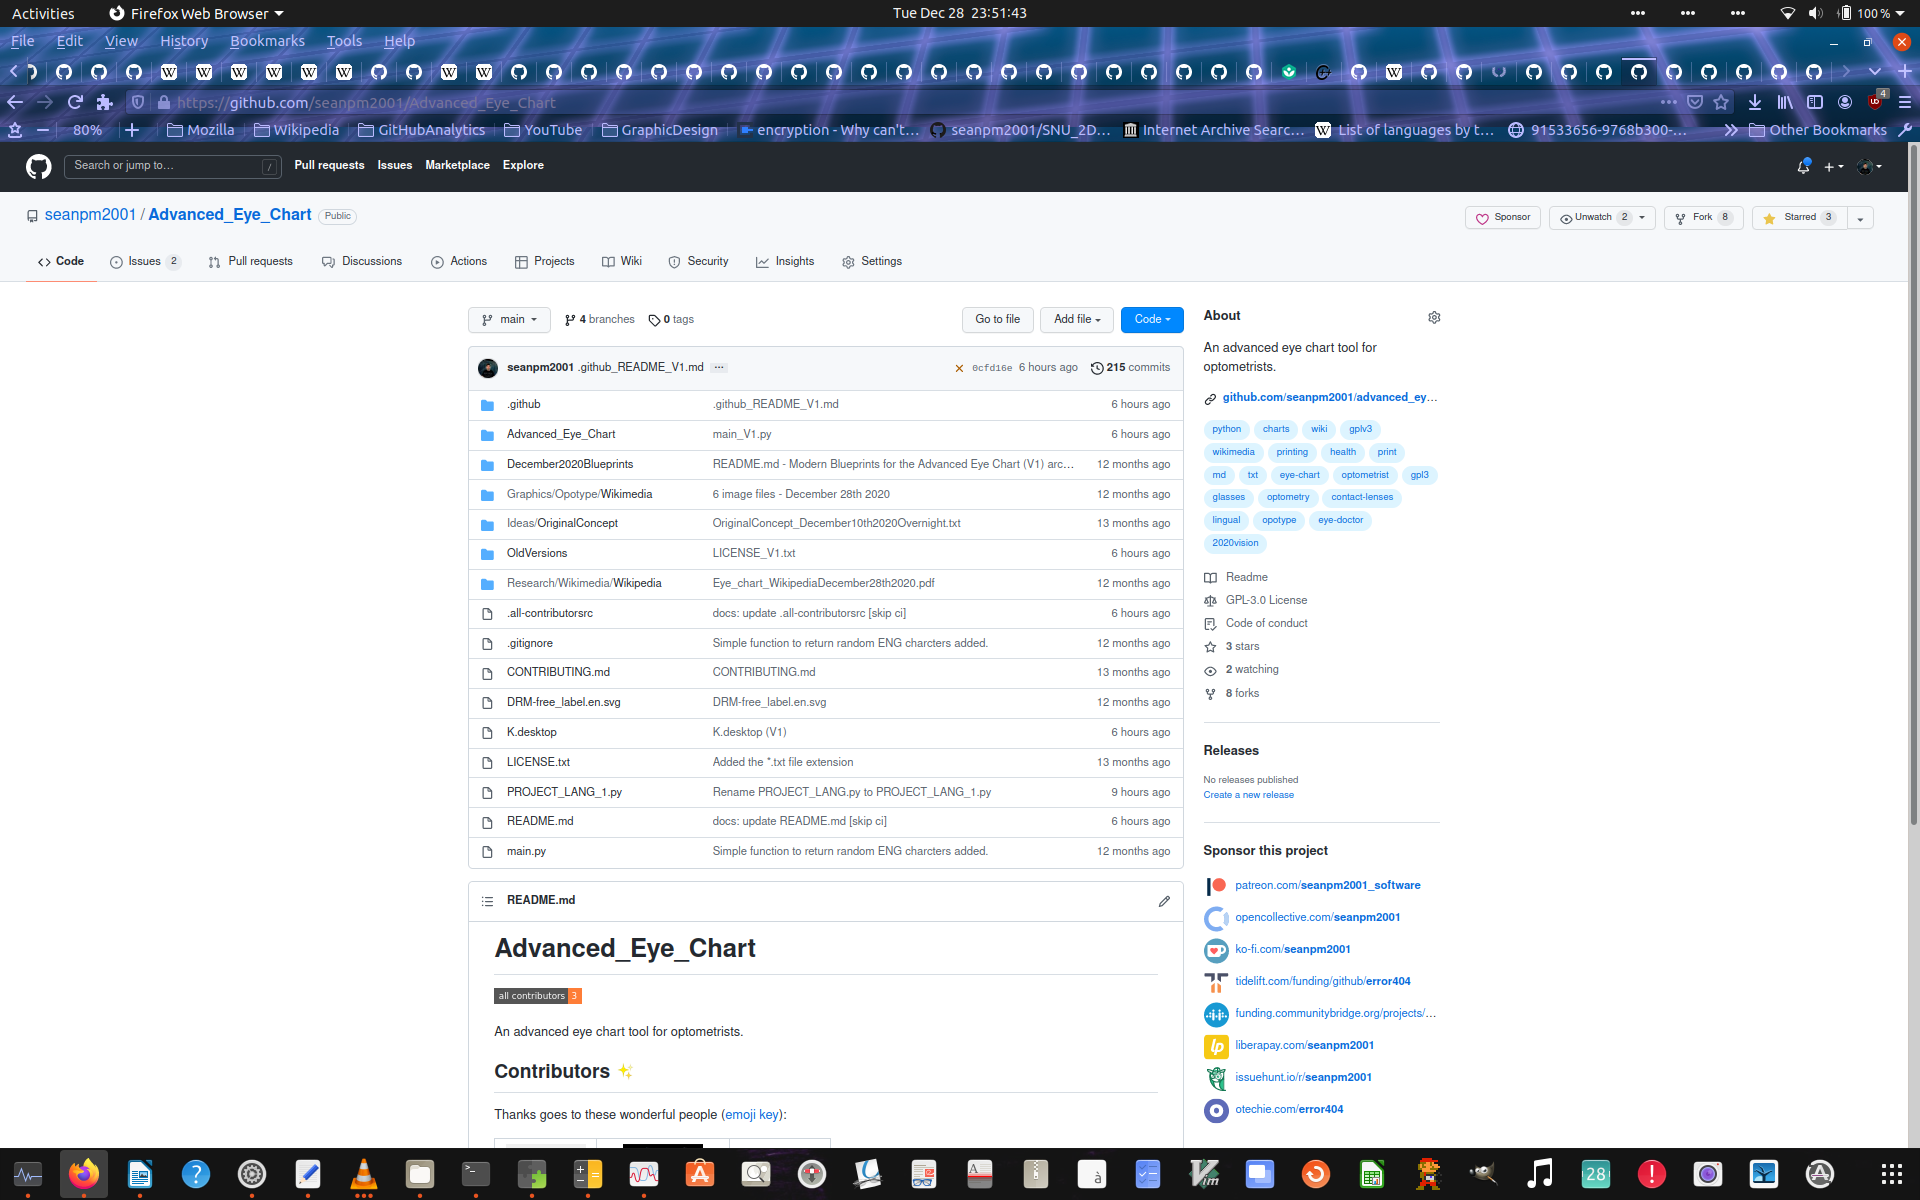 Activities Firefox Web Browser Tue Dec 28 23:51:43 100 %
File Edit View History Bookmarks Tools Help
https://github.com/seanpm2001/Advanced_Eye_Chart 4
80% Mozilla Wikipedia GitHubAnalytics YouTube GraphicDesign encryption - Why can't… seanpm2001/SNU_2D… Internet Archive Searc… List of languages by t… 91533656-9768b300-… Other Bookmarks
Search or jump to… / Pull requests Issues Marketplace Explore
seanpm2001 / Advanced_Eye_Chart Public Sponsor Unwatch 2 Fork 8 Starred 3
Code Issues 2 Pull requests Discussions Actions Projects Wiki Security Insights Settings
main 4 branches 0 tags Go to file Add file Code
seanpm2001 .github_README_V1.md ... 0cfd16e 6 hours ago 215 commits
.github .github_README_V1.md 6 hours ago
Advanced_Eye_Chart main_V1.py 6 hours ago
December2020Blueprints README.md - Modern Blueprints for the Advanced Eye Chart (V1) arc… 12 months ago
Graphics/Opotype/Wikimedia 6 image files - December 28th 2020 12 months ago
Ideas/OriginalConcept OriginalConcept_December10th2020Overnight.txt 13 months ago
OldVersions LICENSE_V1.txt 6 hours ago
Research/Wikimedia/Wikipedia Eye_chart_WikipediaDecember28th2020.pdf 12 months ago
.all-contributorsrc docs: update .all-contributorsrc [skip ci] 6 hours ago
.gitignore Simple function to return random ENG charcters added. 12 months ago
CONTRIBUTING.md CONTRIBUTING.md 13 months ago
DRM-free_label.en.svg DRM-free_label.en.svg 12 months ago
K.desktop K.desktop (V1) 6 hours ago
LICENSE.txt Added the *.txt file extension 13 months ago
PROJECT_LANG_1.py Rename PROJECT_LANG.py to PROJECT_LANG_1.py 9 hours ago
README.md docs: update README.md [skip ci] 6 hours ago
main.py Simple function to return random ENG charcters added. 12 months ago
README.md
Advanced_Eye_Chart
all contributors 3
An advanced eye chart tool for optometrists.
Contributors
Thanks goes to these wonderful people (emoji key):
About
An advanced eye chart tool for
optometrists.
github.com/seanpm2001/advanced_ey…
python charts wiki gplv3
wikimedia printing health print
md txt eye-chart optometrist gpl3
glasses optometry contact-lenses
lingual opotype eye-doctor
2020vision
Readme
GPL-3.0 License
Code of conduct
3 stars
2 watching
8 forks
Releases
No releases published
Create a new release
Sponsor this project
patreon.com/seanpm2001_software
opencollective.com/seanpm2001
ko-fi.com/seanpm2001
tidelift.com/funding/github/error404
funding.communitybridge.org/projects/…
liberapay.com/seanpm2001
issuehunt.io/r/seanpm2001
otechie.com/error404
28